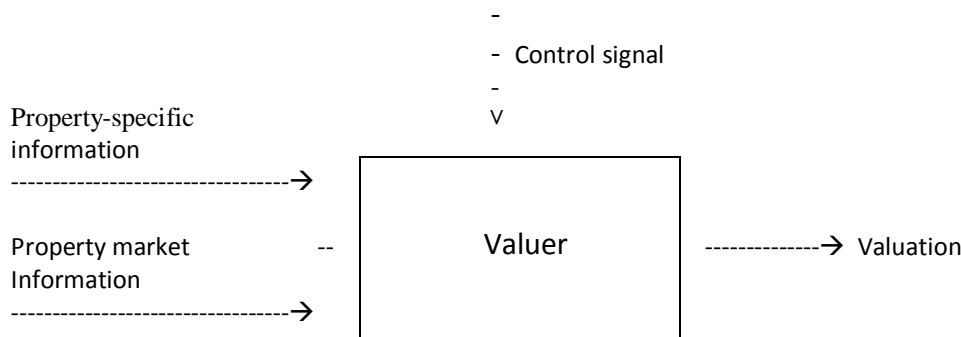 -
- Control signal
-
Property-specific
v
information
---------------------------------→
Valuer
Property market
--
--------------→ Valuation
Information
---------------------------------→